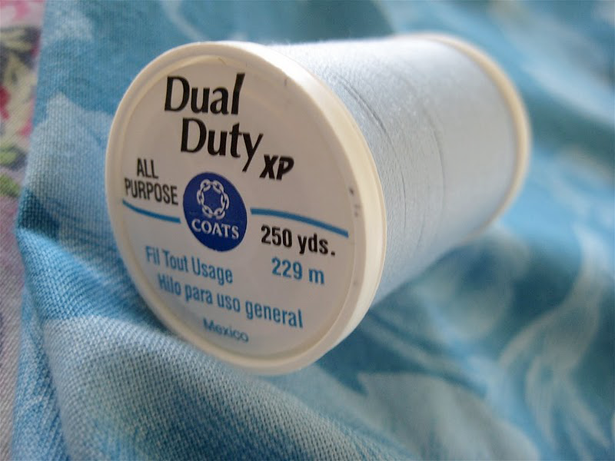 Dual
Duty XP
ALL
PURPOSE
COATS
250 yds.
229 m
Fil Tout Usage
Hilo para uso general
Mexico